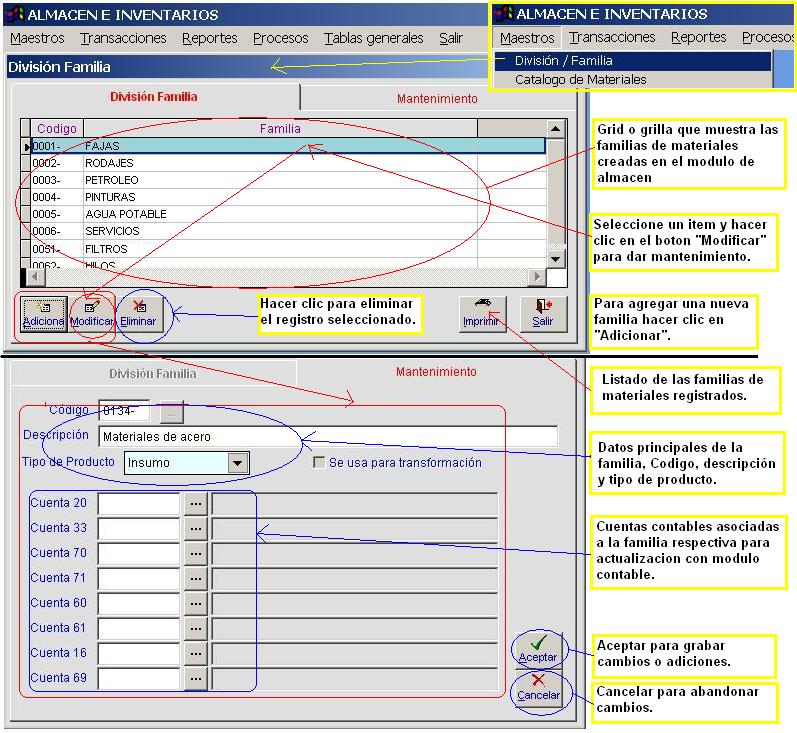 ALMACEN E INVENTARIOS
Maestros Transacciones Reportes Procesos Tablas generales Salir
ALMACEN E INVENTARIOS
Maestros Transacciones Reportes Procesos
División / Familia
Catalogo de Materiales
División Familia
División Familia Mantenimiento
Codigo Familia
0001- FAJAS
0002- RODAJES
0003- PETROLEO
0004- PINTURAS
0005- AGUA POTABLE
0006- SERVICIOS
0051- FILTROS
0062- HILOS
Adiciona Modificar Eliminar Imprimir Salir
Hacer clic para eliminar
el registro seleccionado.
Grid o grilla que muestra las
familias de materiales
creadas en el modulo de
almacen
Seleccione un item y hacer
clic en el boton "Modificar"
para dar mantenimiento.
Para agregar una nueva
familia hacer clic en
"Adicionar".
Listado de las familias de
materiales registrados.
División Familia Mantenimiento
Código 0134- ...
Descripción Materiales de acero
Tipo de Producto Insumo Se usa para transformación
Cuenta 20 ...
Cuenta 33 ...
Cuenta 70 ...
Cuenta 71 ...
Cuenta 60 ...
Cuenta 61 ...
Cuenta 16 ...
Cuenta 69 ...
Aceptar
Cancelar
Datos principales de la
familia, Codigo, descripción
y tipo de producto.
Cuentas contables asociadas
a la familia respectiva para
actualizacion con modulo
contable.
Aceptar para grabar
cambios o adiciones.
Cancelar para abandonar
cambios.